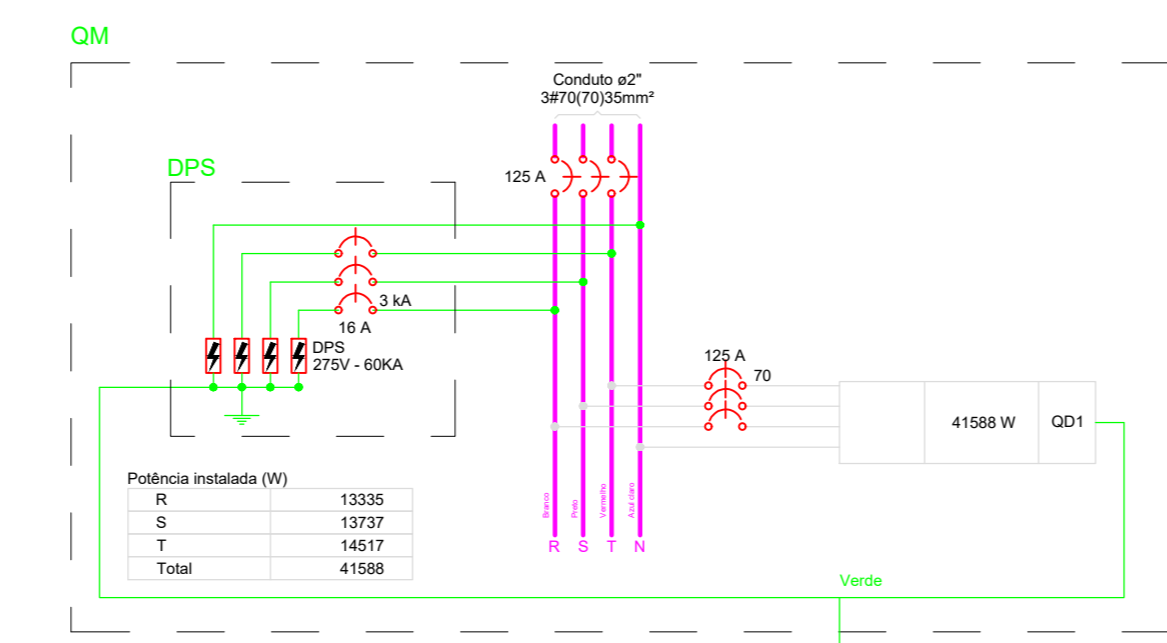 QM
Conduto ø2"
3#70(70)35mm²
DPS
125 A
3 kA
16 A
DPS
275V - 60KA
125 A
70
41588 W
QD1
Potência instalada (W)
R 13335
S 13737
T 14517
Total 41588
Branco
Preto
Vermelho
Azul claro
R S T N
Verde